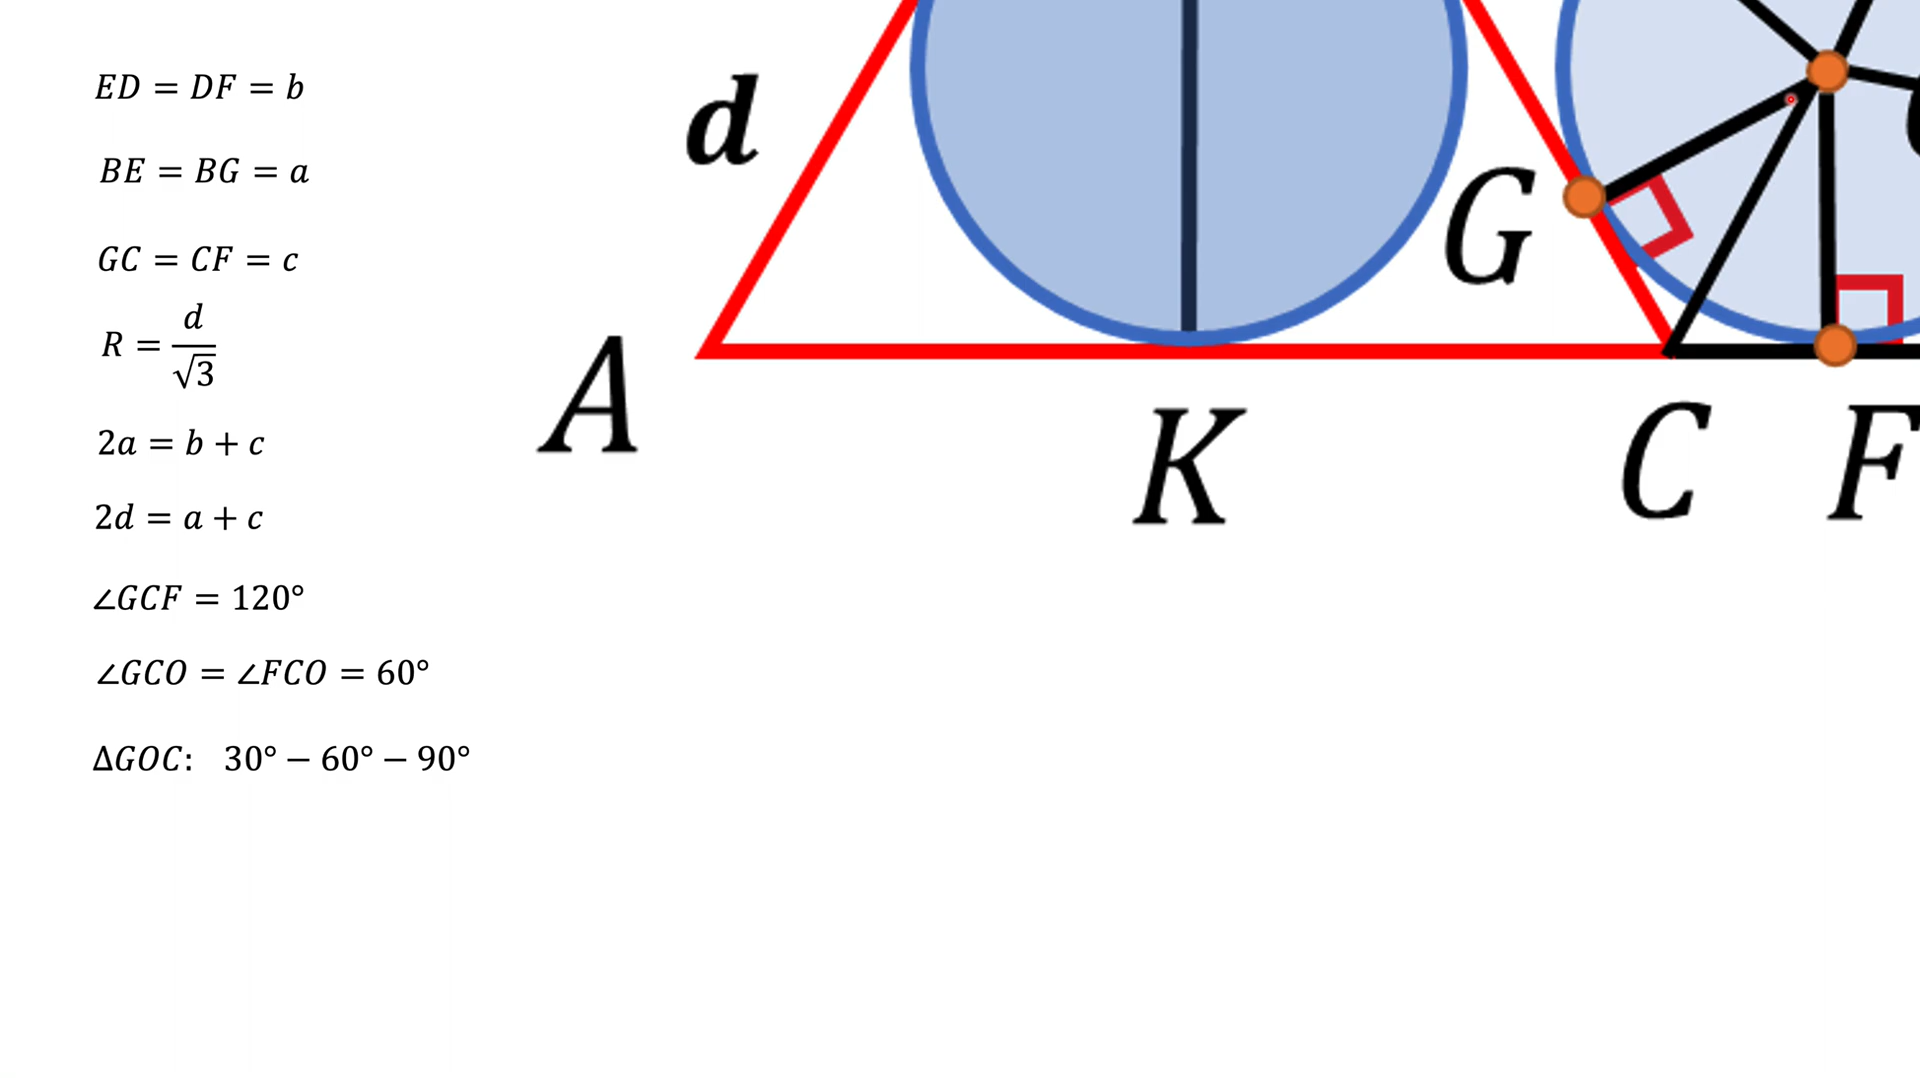 ED = DF = b
BE = BG = a
GC = CF = c
R = d/√3
2a = b + c
2d = a + c
∠GCF = 120°
∠GCO = ∠FCO = 60°
ΔGOC: 30° − 60° − 90°
d
G
A
K
C
F